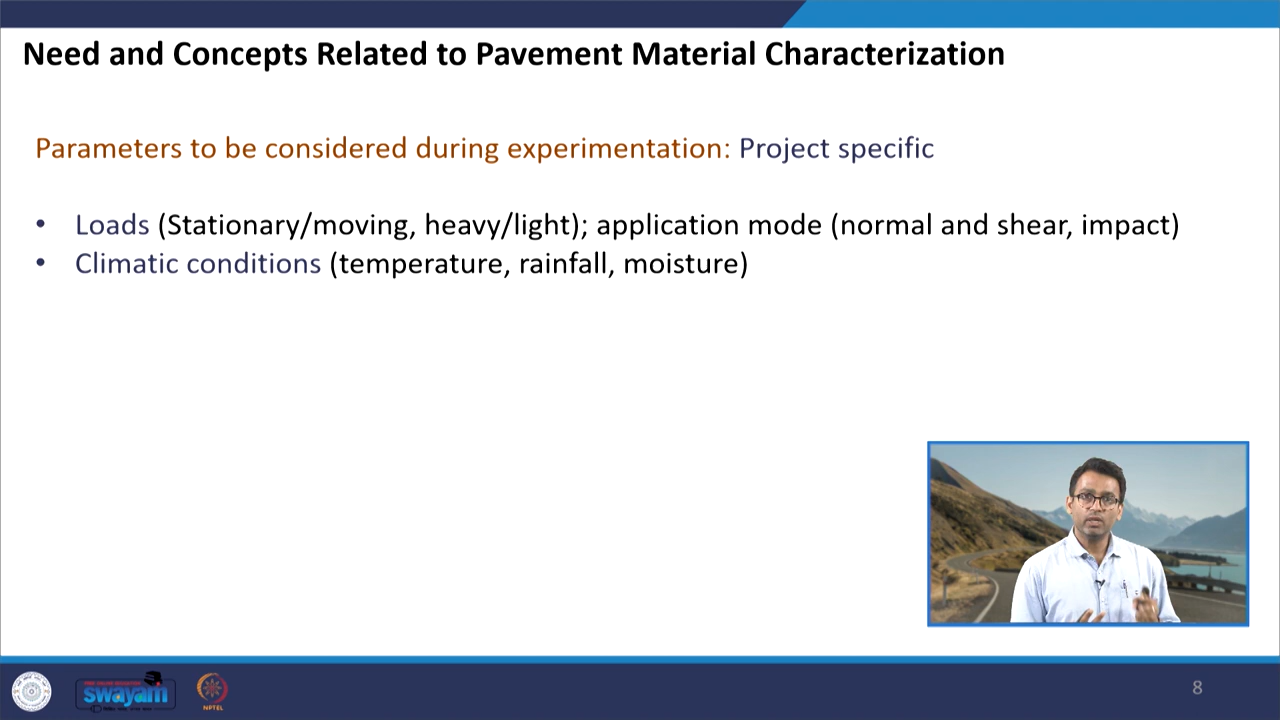 Need and Concepts Related to Pavement Material Characterization
Parameters to be considered during experimentation: Project specific
• Loads (Stationary/moving, heavy/light); application mode (normal and shear, impact)
• Climatic conditions (temperature, rainfall, moisture)
swayam
NPTEL
8